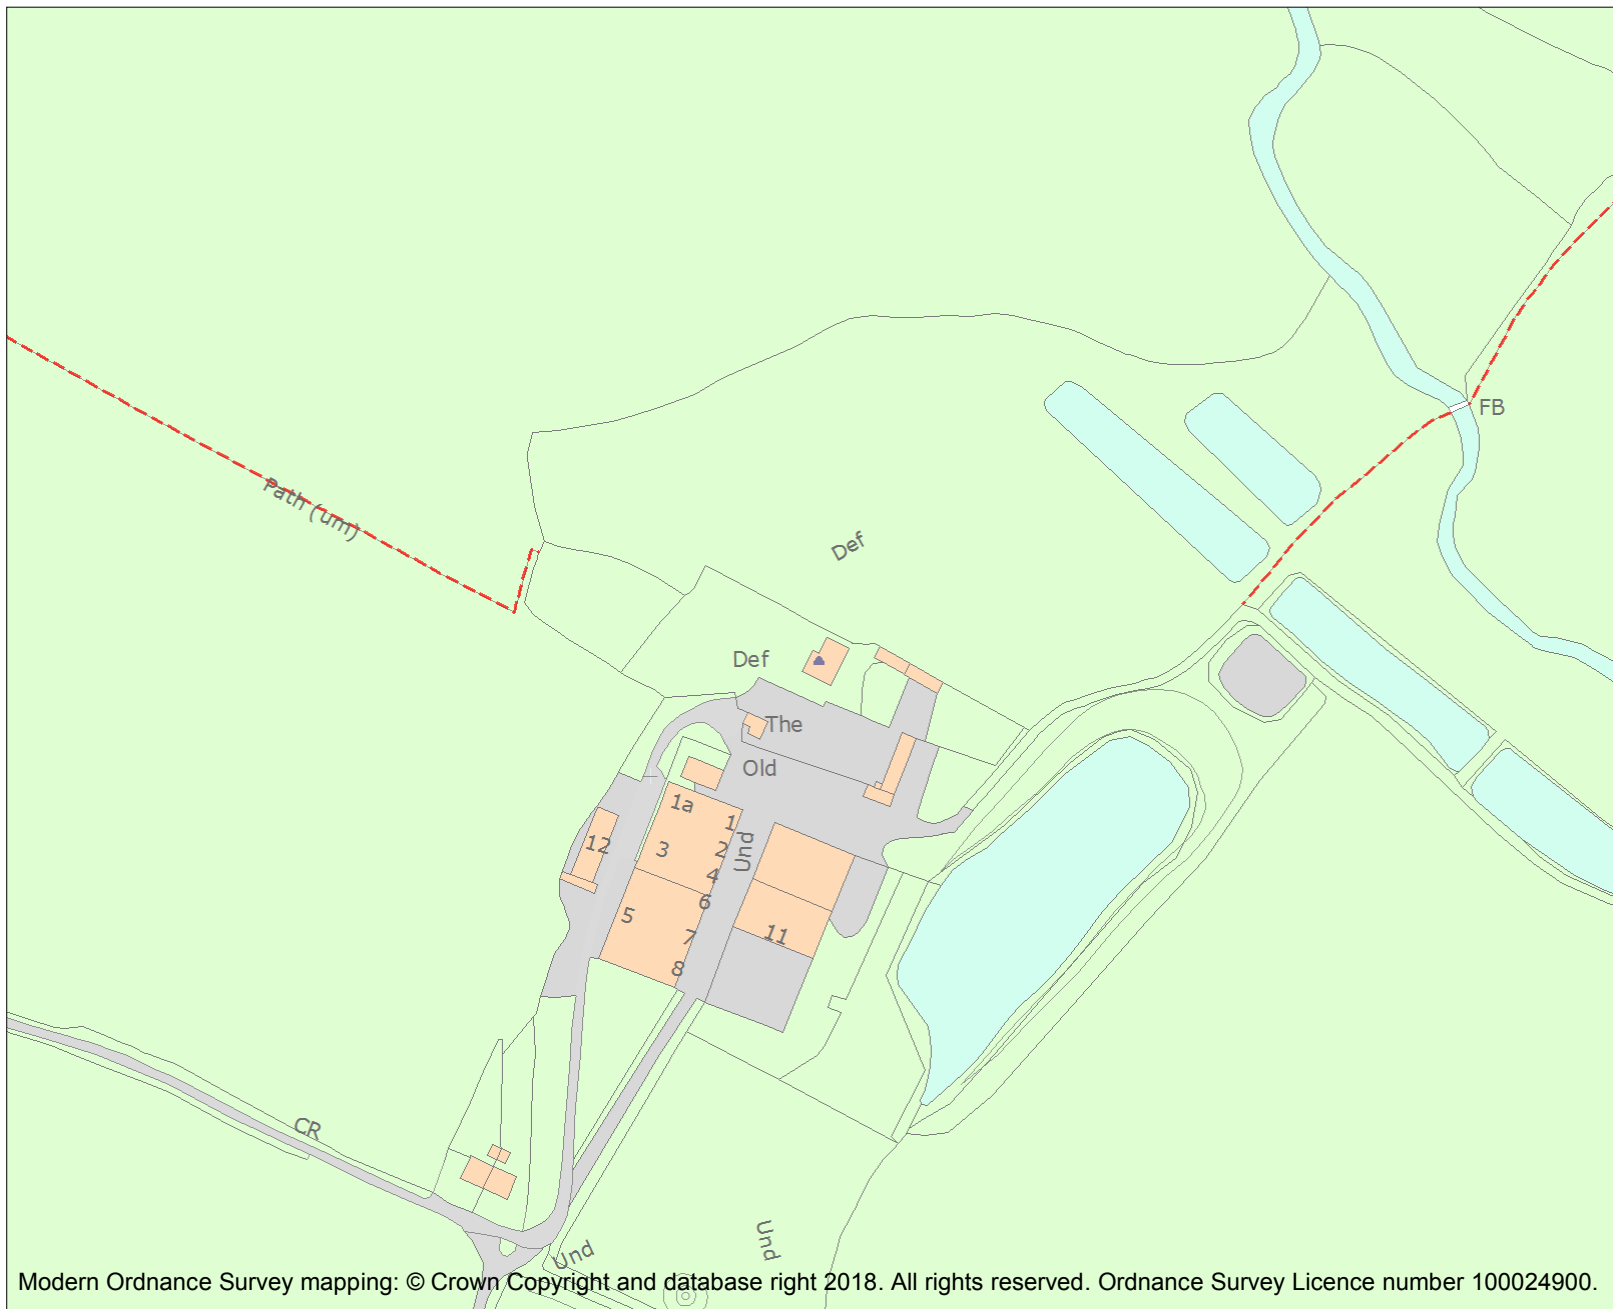 FB
Path (um)
Def
Def
The
Old
1a
1
2
Und
3
12
4
6
5
7
11
8
CR
Und
Und
Modern Ordnance Survey mapping: © Crown Copyright and database right 2018. All rights reserved. Ordnance Survey Licence number 100024900.